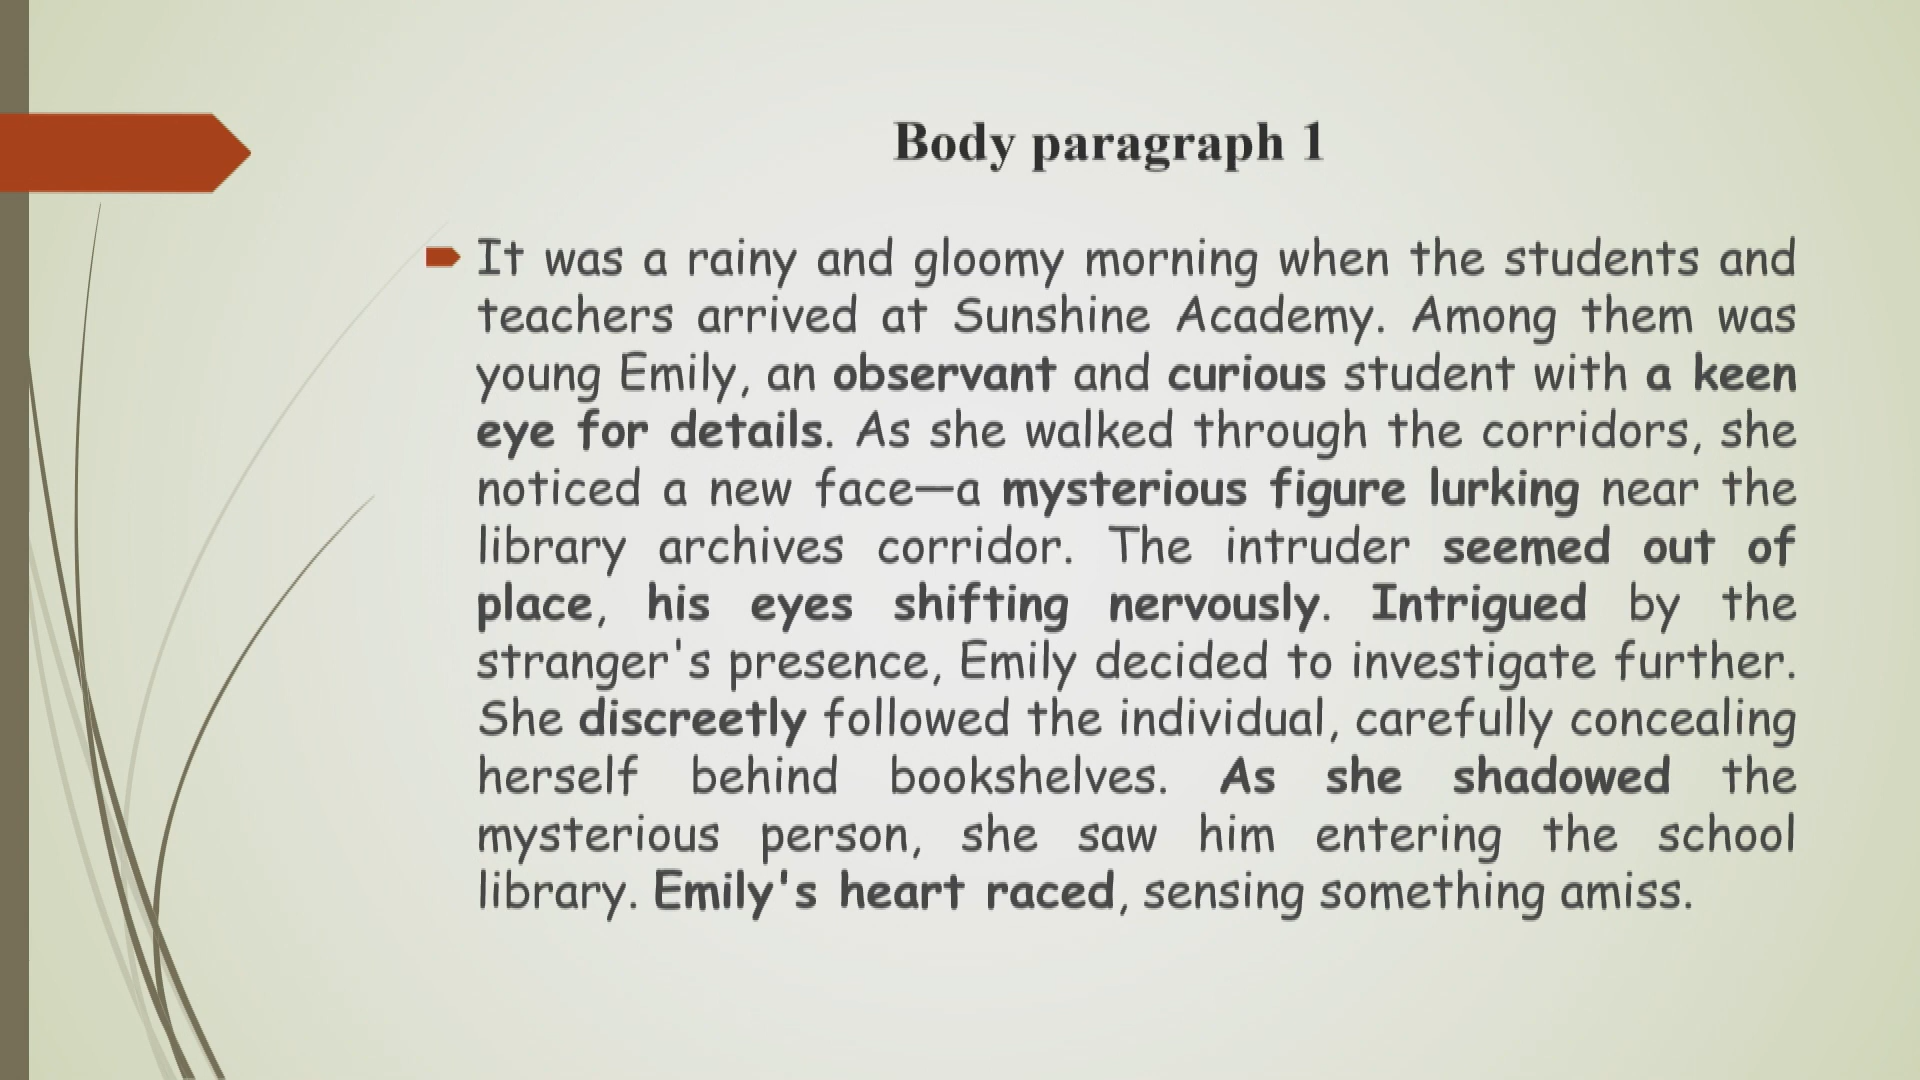 Body paragraph 1
It was a rainy and gloomy morning when the students and
teachers arrived at Sunshine Academy. Among them was
young Emily, an observant and curious student with a keen
eye for details. As she walked through the corridors, she
noticed a new face—a mysterious figure lurking near the
library archives corridor. The intruder seemed out of
place, his eyes shifting nervously. Intrigued by the
stranger's presence, Emily decided to investigate further.
She discreetly followed the individual, carefully concealing
herself behind bookshelves. As she shadowed the
mysterious person, she saw him entering the school
library. Emily's heart raced, sensing something amiss.